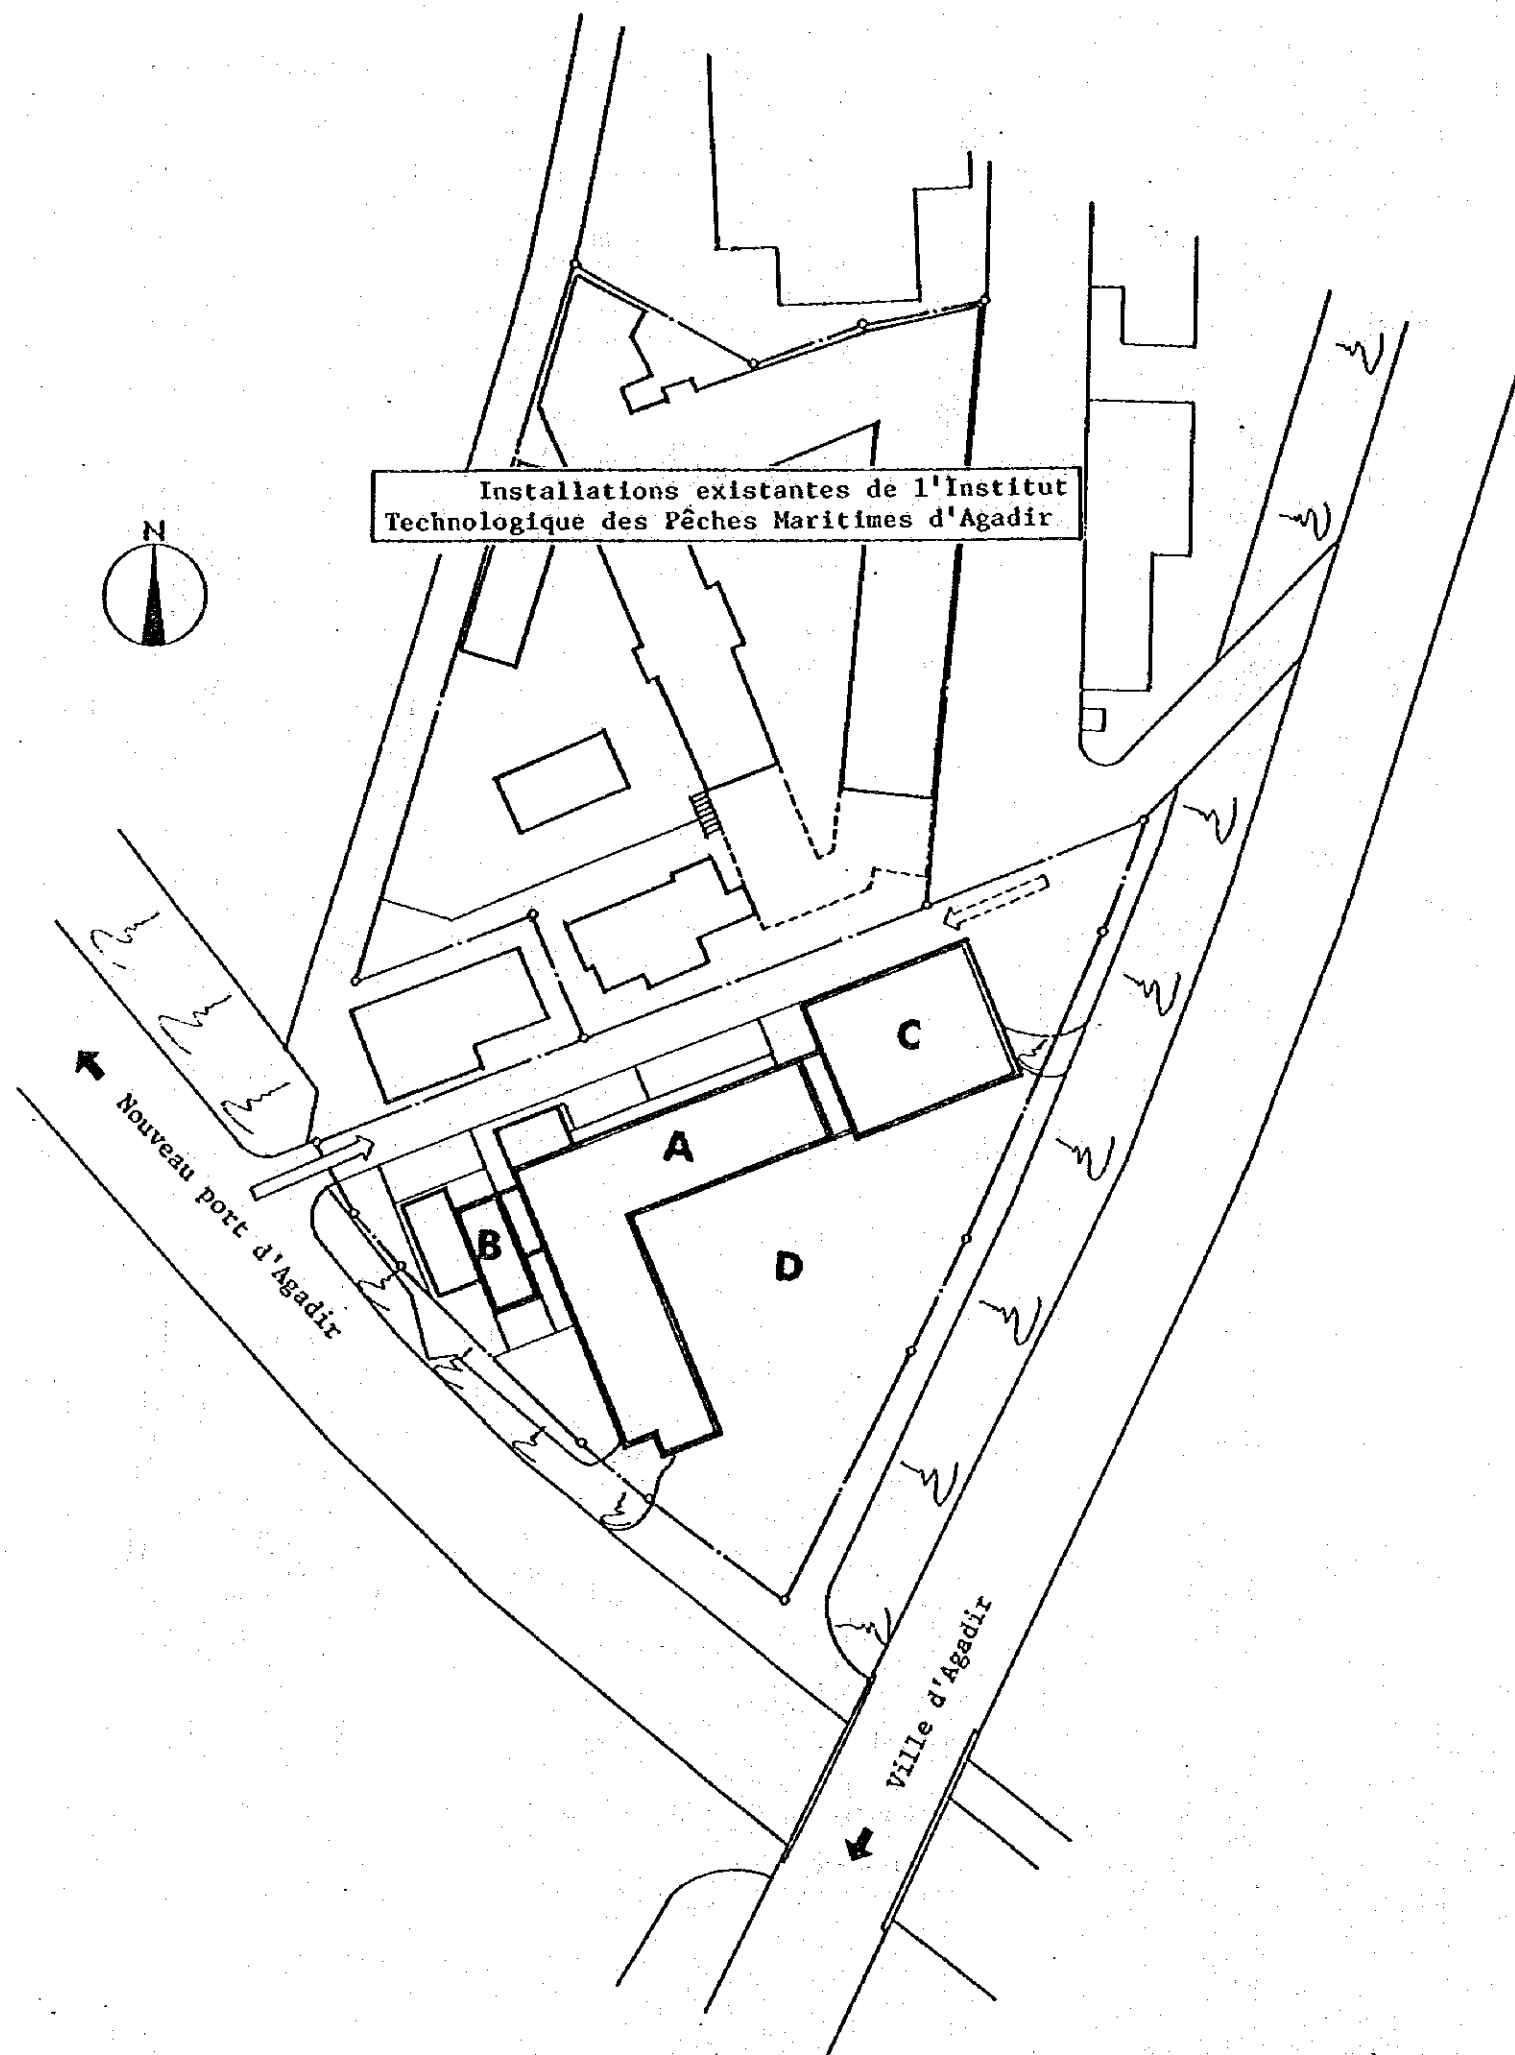 Installations existantes de l'Institut
Technologique des Pêches Maritimes d'Agadir
N
C
A
B
D
Nouveau port d'Agadir
Ville d'Agadir